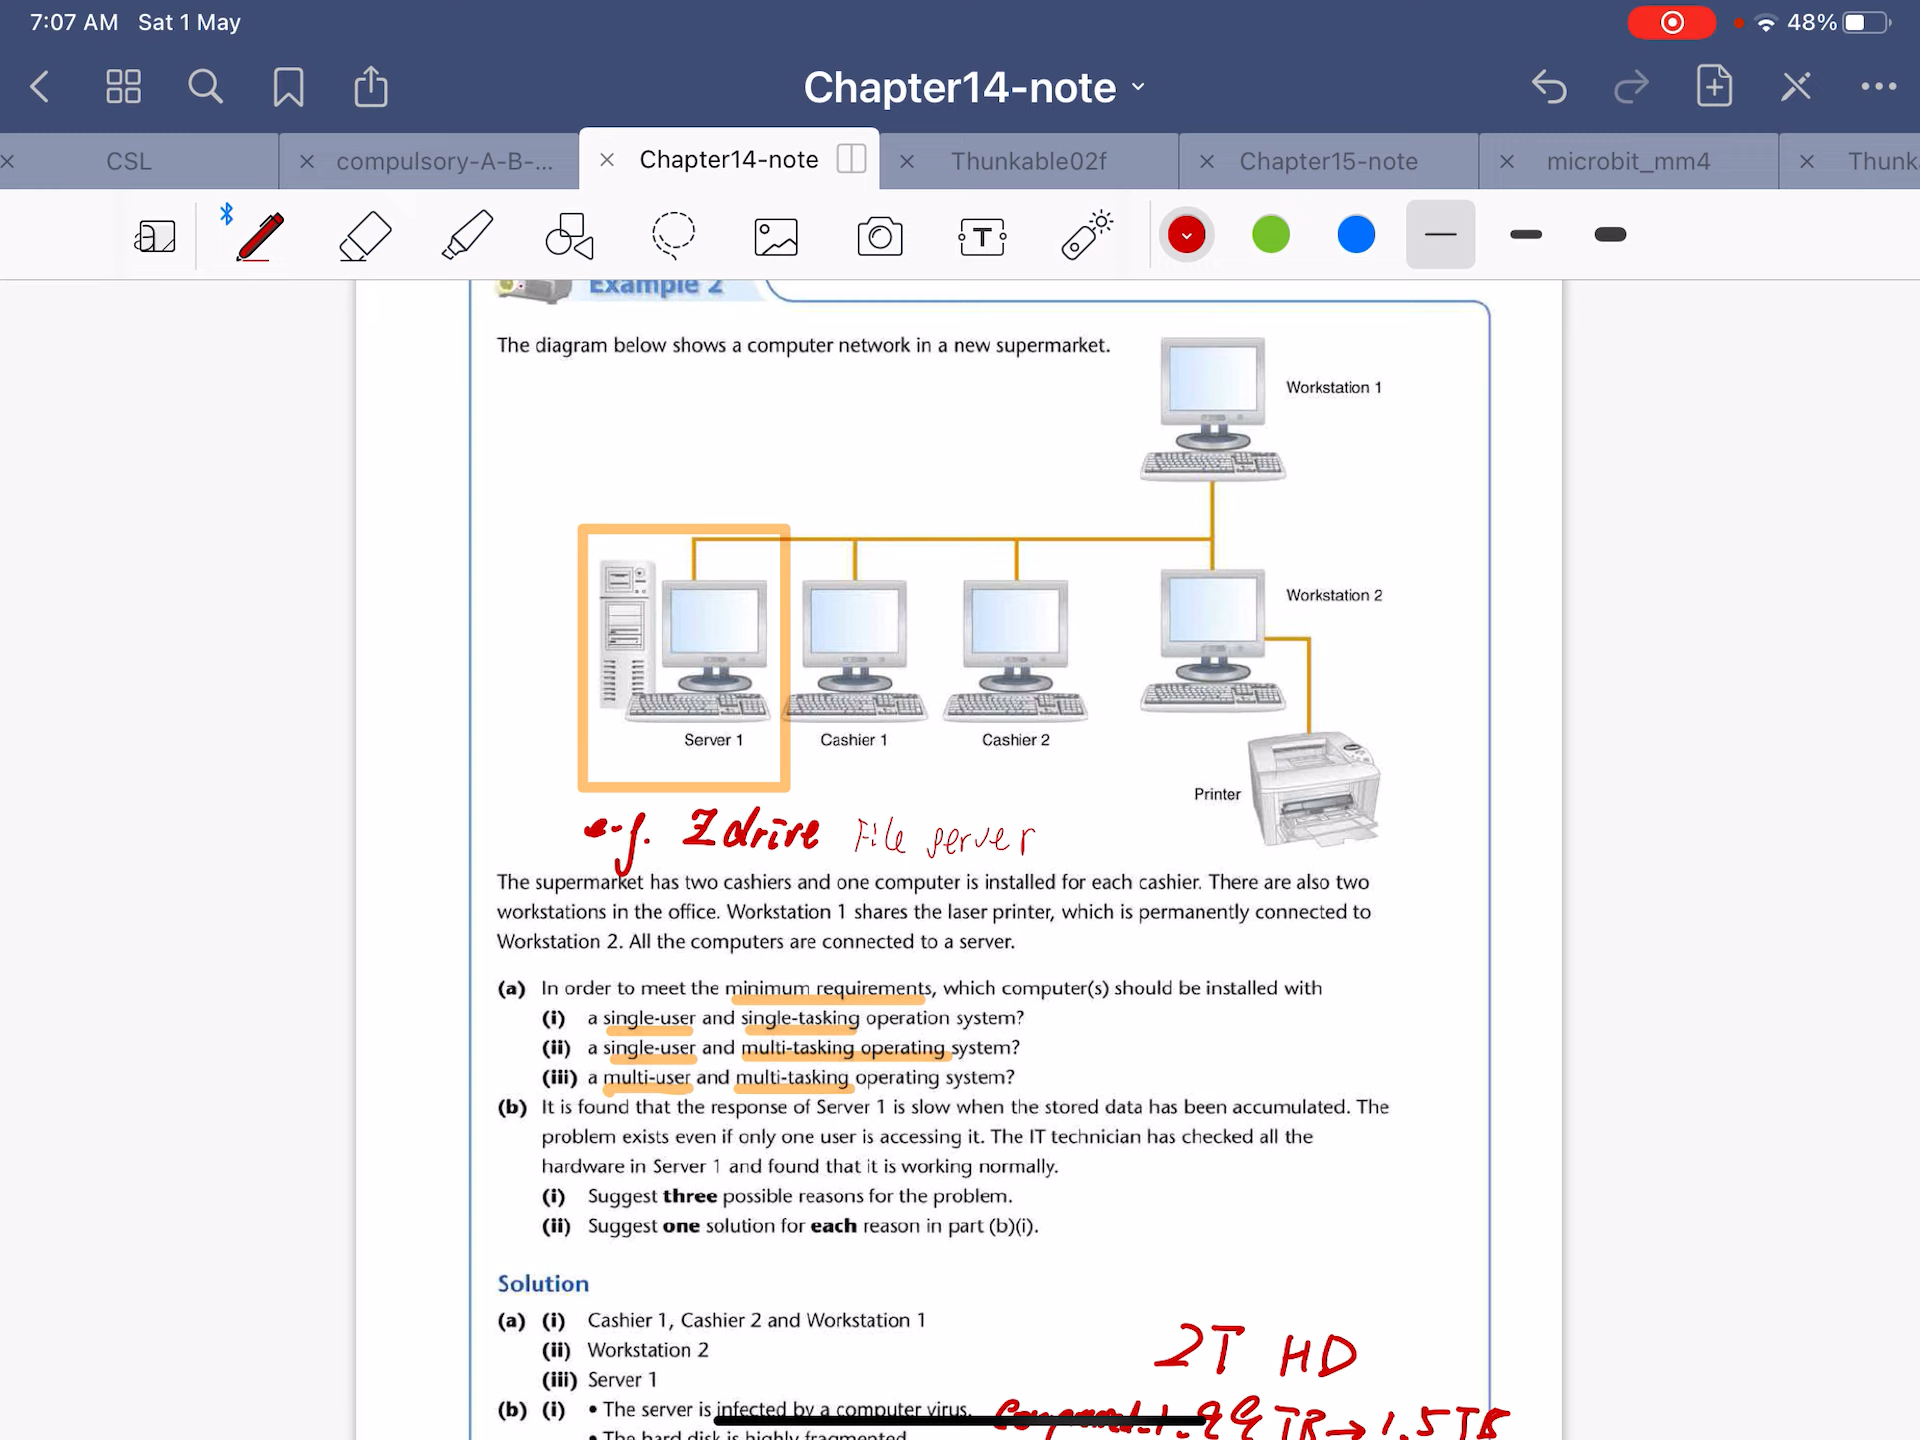 7:07 AM Sat 1 May
48%
Chapter14-note
CSL
compulsory-A-B-...
Chapter14-note
Thunkable02f
Chapter15-note
microbit_mm4
Thunk
Example 2
The diagram below shows a computer network in a new supermarket.
Workstation 1
Workstation 2
Server 1
Cashier 1
Cashier 2
Printer
e.g. Z drive File server
The supermarket has two cashiers and one computer is installed for each cashier. There are also two
workstations in the office. Workstation 1 shares the laser printer, which is permanently connected to
Workstation 2. All the computers are connected to a server.
(a) In order to meet the minimum requirements, which computer(s) should be installed with
(i) a single-user and single-tasking operation system?
(ii) a single-user and multi-tasking operating system?
(iii) a multi-user and multi-tasking operating system?
(b) It is found that the response of Server 1 is slow when the stored data has been accumulated. The
problem exists even if only one user is accessing it. The IT technician has checked all the
hardware in Server 1 and found that it is working normally.
(i) Suggest three possible reasons for the problem.
(ii) Suggest one solution for each reason in part (b)(i).
Solution
(a) (i) Cashier 1, Cashier 2 and Workstation 1
(ii) Workstation 2
(iii) Server 1
2T HD
(b) (i) • The server is infected by a computer virus.
1.99 TB → 1.5 TB
• The hard disk is highly fragmented